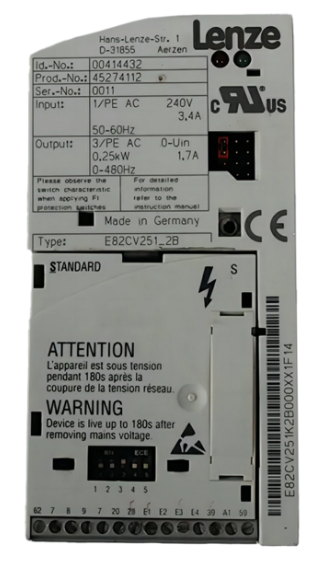 Hans-Lenze-Str. 1
D-31855 Aerzen
Lenze
Id.-No.: 00414432
Prod.-No.: 45274112
Ser.-No.: 0011
Input: 1/PE AC 240V
3.4A
50-60Hz
Output: 3/PE AC 0-Uin
0.25kW 1.7A
0-480Hz
c UR US
Please observe the
switch characteristic
when applying FI
protection switches
For detailed
information
refer to the
instruction manual
Made in Germany
CE
Type: E82CV251_2B
STANDARD
S
ATTENTION
L'appareil est sous tension
pendant 180s après la
coupure de la tension réseau.
WARNING
Device is live up to 180s after
removing mains voltage.
1 2 3 4 5
62 7 8 9 7 20 28 E1 E2 E3 E4 39 A1 59
E82CV251K2B000XX1F14